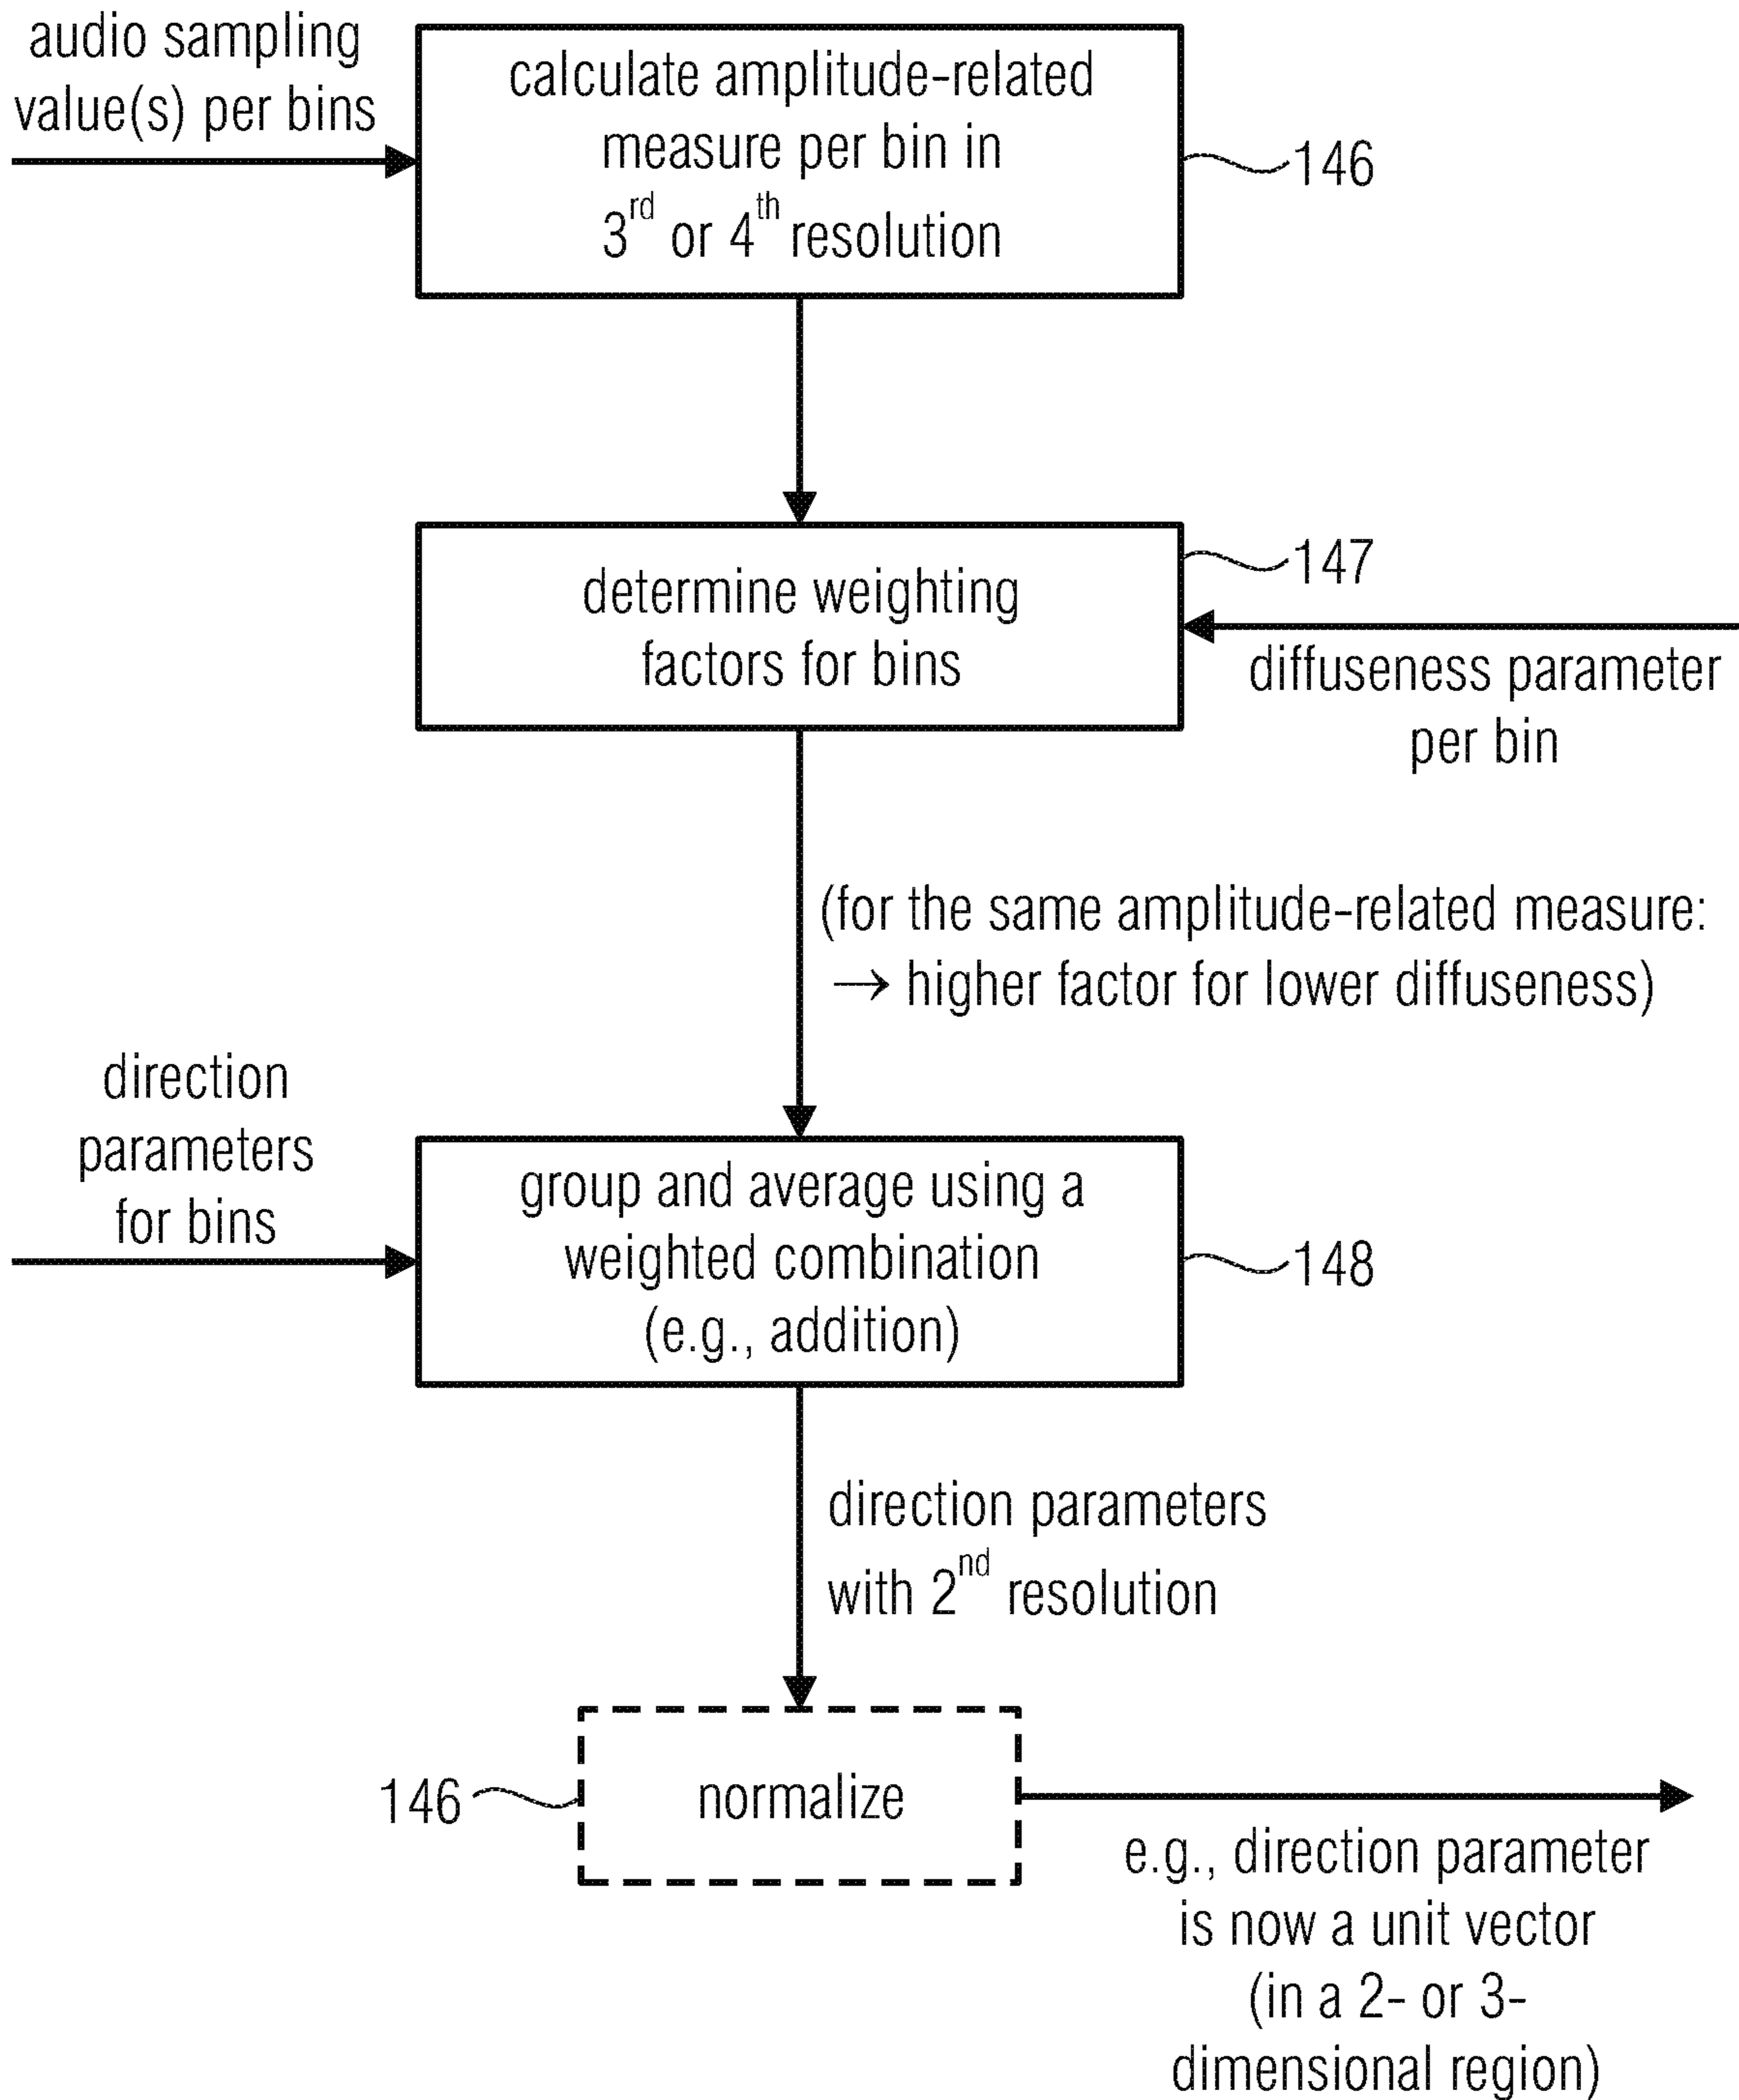 audio sampling
value(s) per bins
calculate amplitude-related
measure per bin in
3rd or 4th resolution
146
determine weighting
factors for bins
147
diffuseness parameter
per bin
(for the same amplitude-related measure:
→ higher factor for lower diffuseness)
direction
parameters
for bins
group and average using a
weighted combination
(e.g., addition)
148
direction parameters
with 2nd resolution
146
normalize
e.g., direction parameter
is now a unit vector
(in a 2- or 3-
dimensional region)